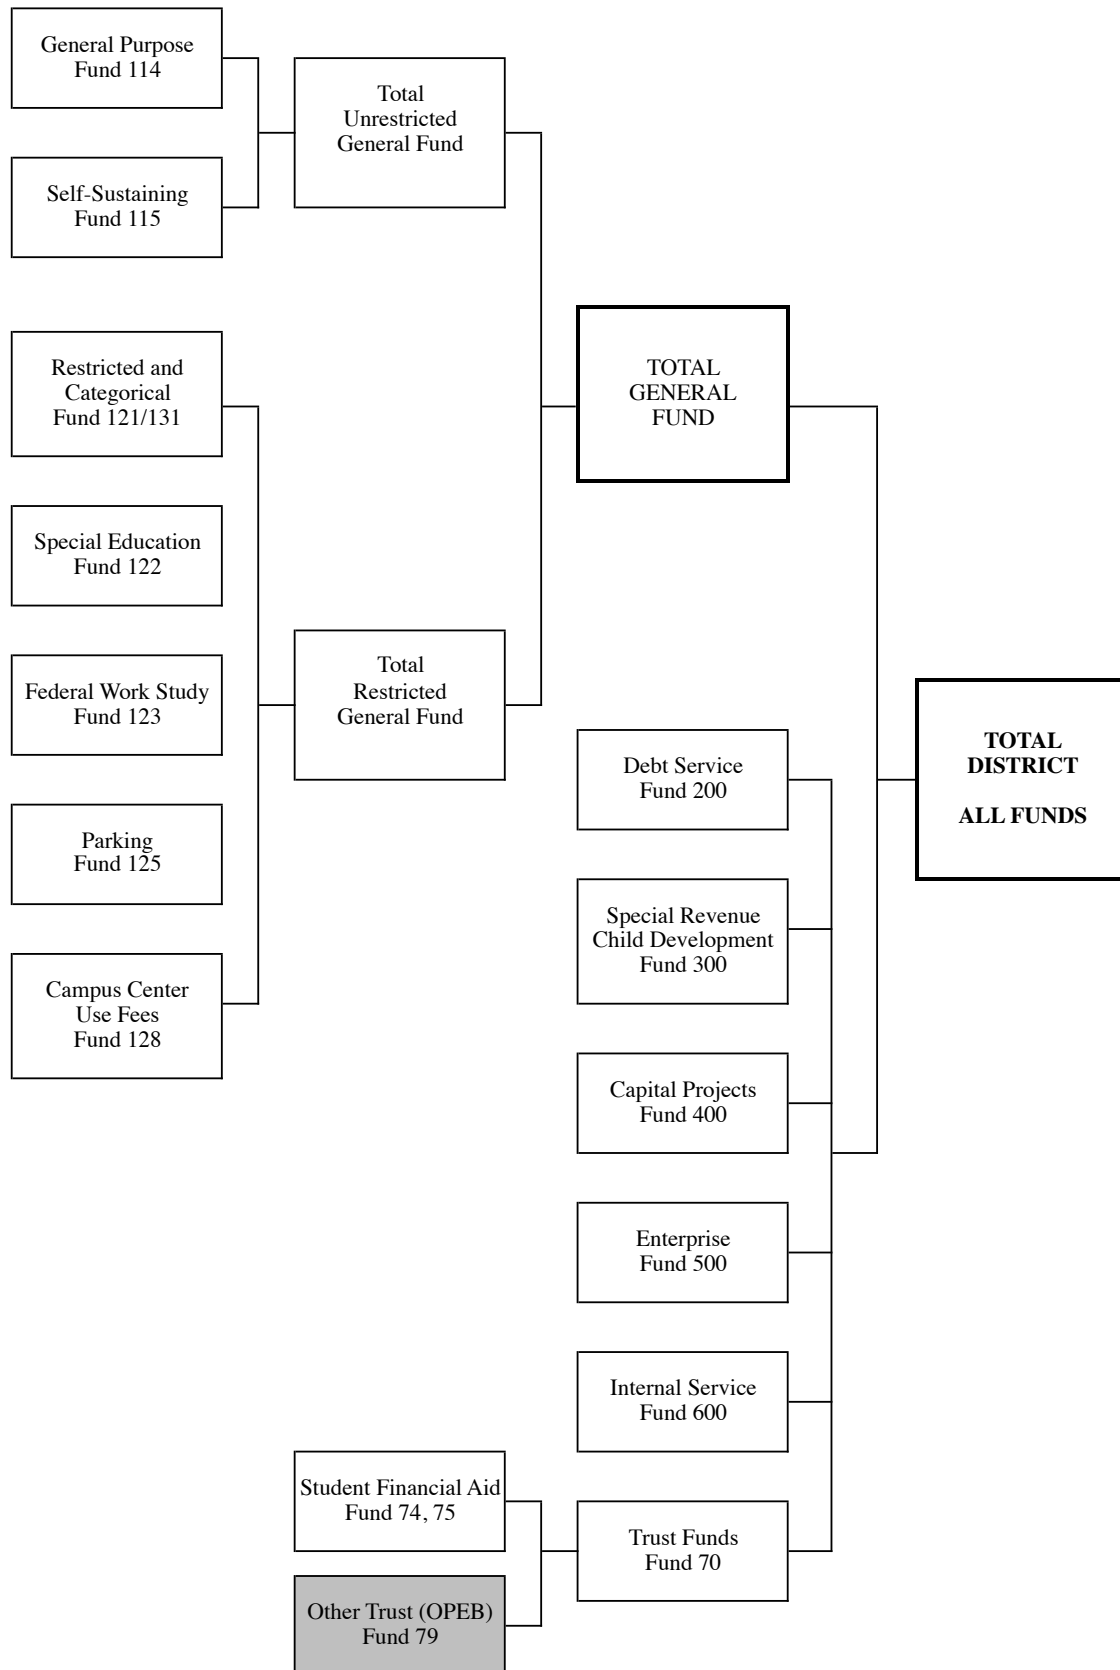 General Purpose
Fund 114
Total
Unrestricted
General Fund
Self-Sustaining
Fund 115
Restricted and
Categorical
Fund 121/131
TOTAL
GENERAL
FUND
Special Education
Fund 122
Federal Work Study
Fund 123
Total
Restricted
General Fund
Parking
Fund 125
Campus Center
Use Fees
Fund 128
Debt Service
Fund 200
TOTAL
DISTRICT
ALL FUNDS
Special Revenue
Child Development
Fund 300
Capital Projects
Fund 400
Enterprise
Fund 500
Internal Service
Fund 600
Student Financial Aid
Fund 74, 75
Trust Funds
Fund 70
Other Trust (OPEB)
Fund 79